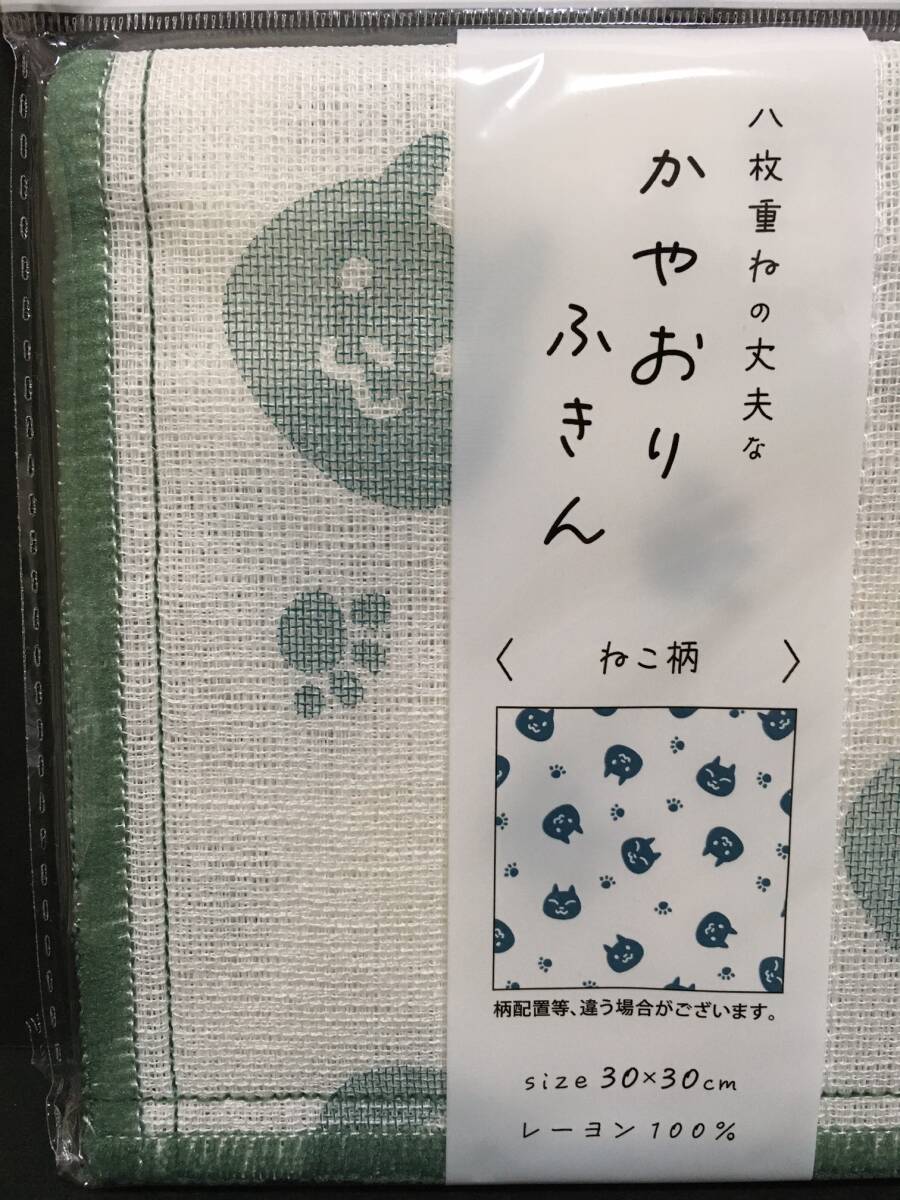 八枚重ねの丈夫な
かやおり
ふきん
〈 ねこ柄 〉
柄配置等、違う場合がございます。
size 30×30cm
レーヨン100%